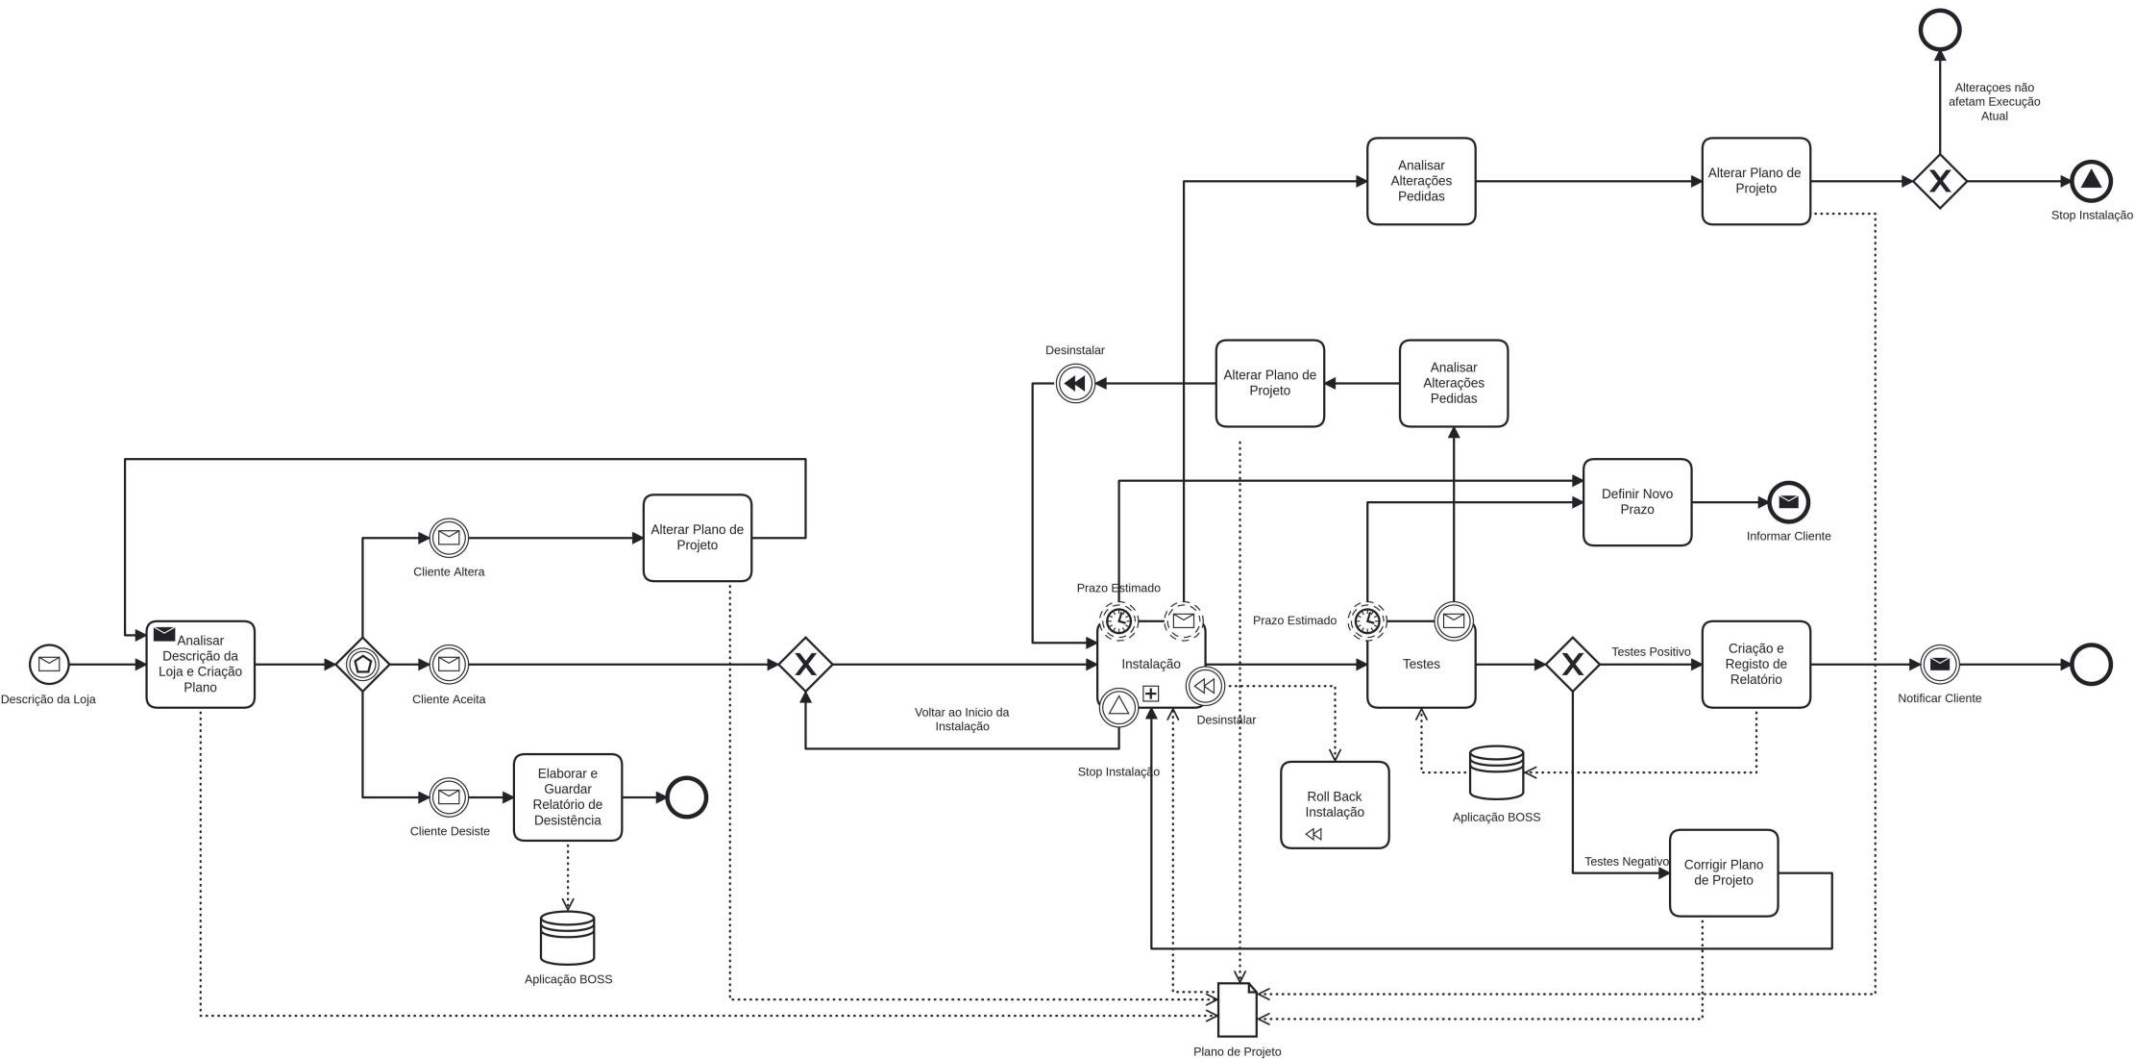 Alteraçoes não
afetam Execução
Atual
Analisar
Alterações
Pedidas
Alterar Plano de
Projeto
Stop Instalação
Desinstalar
Alterar Plano de
Projeto
Analisar
Alterações
Pedidas
Definir Novo
Prazo
Informar Cliente
Alterar Plano de
Projeto
Cliente Altera
Prazo Estimado
Prazo Estimado
Descrição da Loja
Analisar
Descrição da
Loja e Criação
Plano
Cliente Aceita
Voltar ao Inicio da
Instalação
Instalação
Stop Instalação
Desinstalar
Testes
Testes Positivo
Criação e
Registo de
Relatório
Notificar Cliente
Cliente Desiste
Elaborar e
Guardar
Relatório de
Desistência
Roll Back
Instalação
Aplicação BOSS
Testes Negativo
Corrigir Plano
de Projeto
Aplicação BOSS
Plano de Projeto